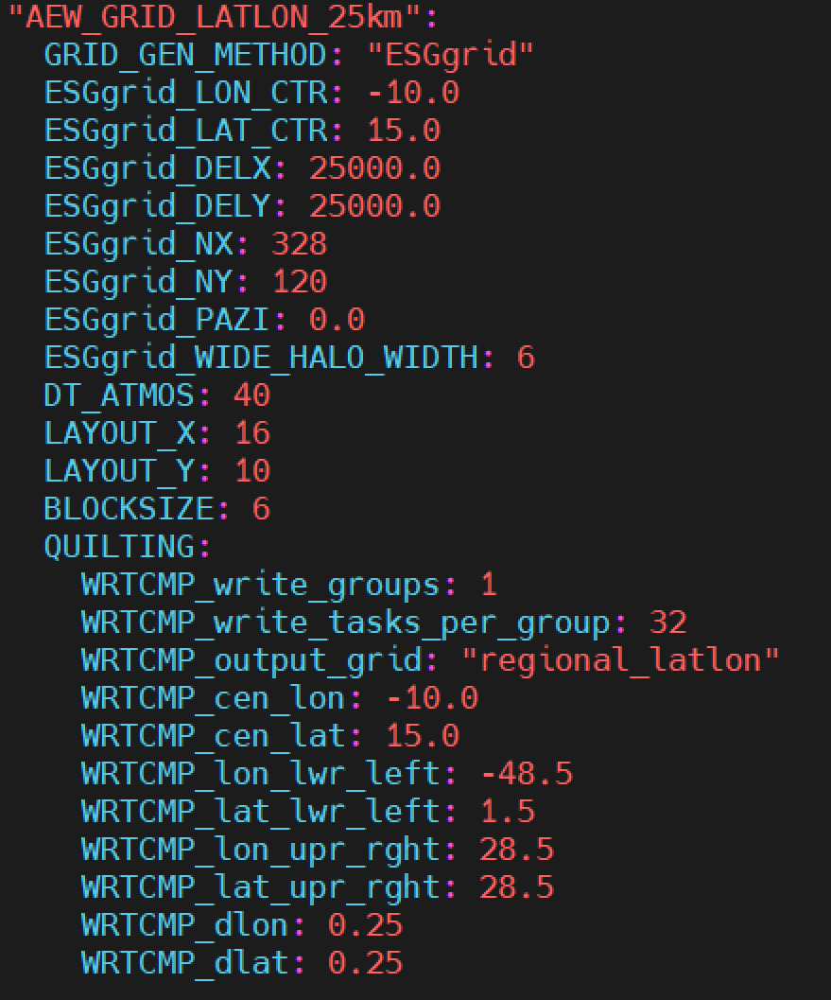 "AEW_GRID_LATLON_25km":
  GRID_GEN_METHOD: "ESGgrid"
  ESGgrid_LON_CTR: -10.0
  ESGgrid_LAT_CTR: 15.0
  ESGgrid_DELX: 25000.0
  ESGgrid_DELY: 25000.0
  ESGgrid_NX: 328
  ESGgrid_NY: 120
  ESGgrid_PAZI: 0.0
  ESGgrid_WIDE_HALO_WIDTH: 6
  DT_ATMOS: 40
  LAYOUT_X: 16
  LAYOUT_Y: 10
  BLOCKSIZE: 6
  QUILTING:
    WRTCMP_write_groups: 1
    WRTCMP_write_tasks_per_group: 32
    WRTCMP_output_grid: "regional_latlon"
    WRTCMP_cen_lon: -10.0
    WRTCMP_cen_lat: 15.0
    WRTCMP_lon_lwr_left: -48.5
    WRTCMP_lat_lwr_left: 1.5
    WRTCMP_lon_upr_rght: 28.5
    WRTCMP_lat_upr_rght: 28.5
    WRTCMP_dlon: 0.25
    WRTCMP_dlat: 0.25